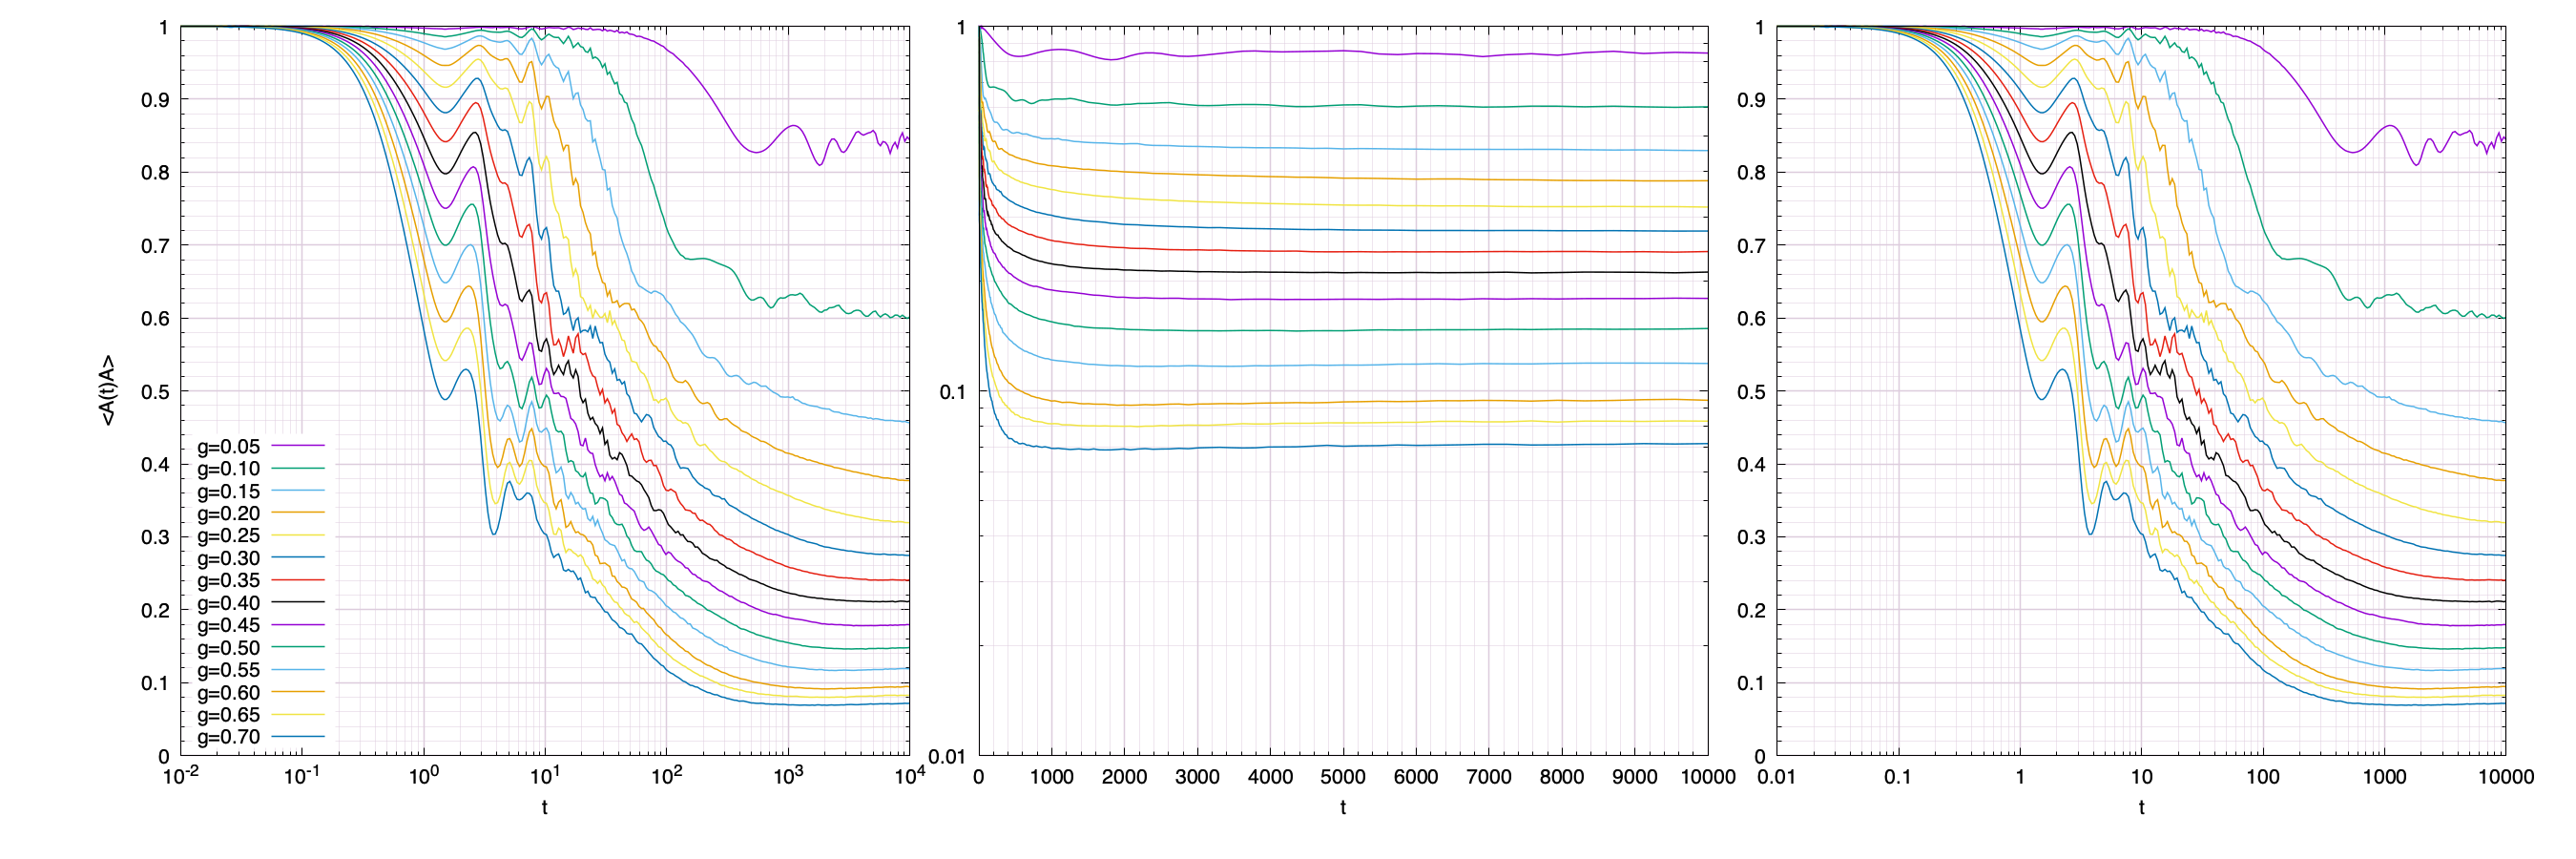 <A(t)A>
1
0.9
0.8
0.7
0.6
0.5
0.4
0.3
0.2
0.1
0
g=0.05
g=0.10
g=0.15
g=0.20
g=0.25
g=0.30
g=0.35
g=0.40
g=0.45
g=0.50
g=0.55
g=0.60
g=0.65
g=0.70
10⁻² 10⁻¹ 10⁰ 10¹ 10² 10³ 10⁴
t
1
0.1
0.01
0 1000 2000 3000 4000 5000 6000 7000 8000 9000 10000
t
1
0.9
0.8
0.7
0.6
0.5
0.4
0.3
0.2
0.1
0
0.01 0.1 1 10 100 1000 10000
t